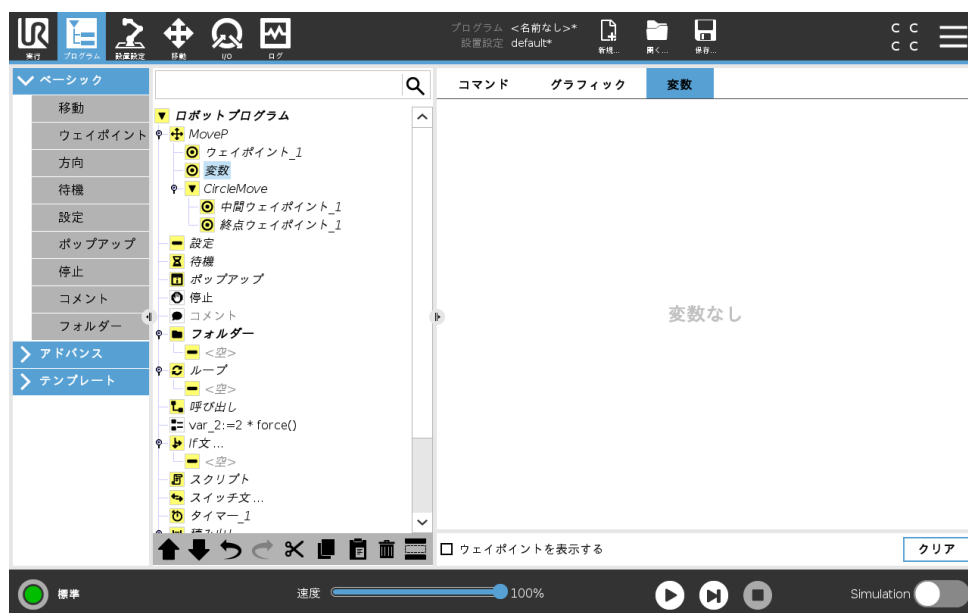 プログラム <名前なし>*
設置設定 default*
実行
プログラム
設置設定
移動
I/O
ログ
新規...
開く...
保存...
C C
C C
ベーシック
移動
ウェイポイント
方向
待機
設定
ポップアップ
停止
コメント
フォルダー
アドバンス
テンプレート
ロボットプログラム
MoveP
ウェイポイント_1
変数
CircleMove
中間ウェイポイント_1
終点ウェイポイント_1
設定
待機
ポップアップ
停止
コメント
フォルダー
<空>
ループ
<空>
呼び出し
var_2:=2 * force()
If文...
<空>
スクリプト
スイッチ文...
タイマー_1
コマンド グラフィック 変数
変数なし
ウェイポイントを表示する
クリア
標準
速度 100%
Simulation